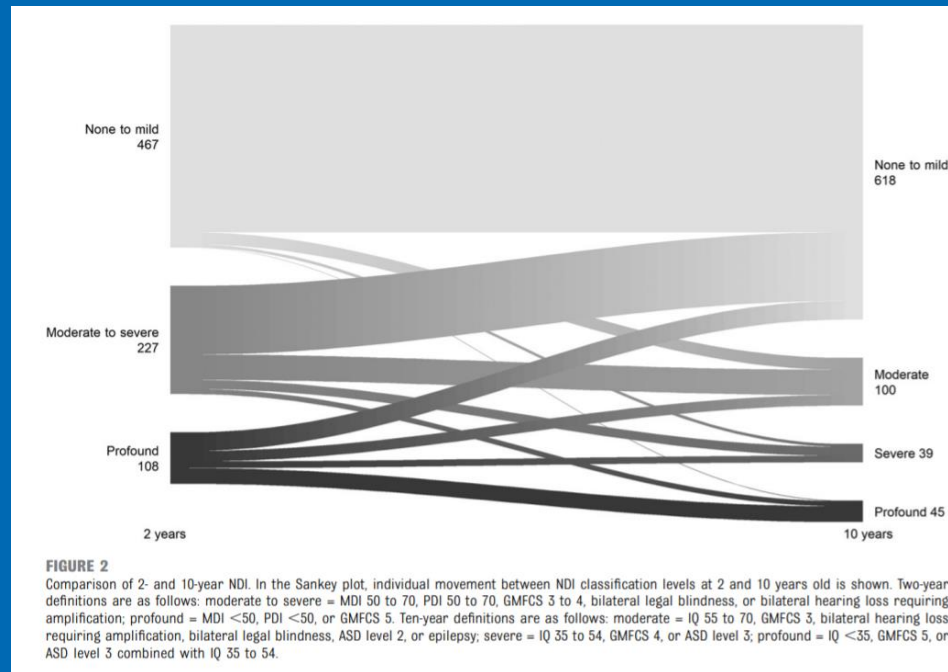 None to mild
467
None to mild
618
Moderate to severe
227
Moderate
100
Profound
108
Severe 39
Profound 45
2 years
10 years
FIGURE 2
Comparison of 2- and 10-year NDI. In the Sankey plot, individual movement between NDI classification levels at 2 and 10 years old is shown. Two-year
definitions are as follows: moderate to severe = MDI 50 to 70, PDI 50 to 70, GMFCS 3 to 4, bilateral legal blindness, or bilateral hearing loss requiring
amplification; profound = MDI <50, PDI <50, or GMFCS 5. Ten-year definitions are as follows: moderate = IQ 55 to 70, GMFCS 3, bilateral hearing loss
requiring amplification, bilateral legal blindness, ASD level 2, or epilepsy; severe = IQ 35 to 54, GMFCS 4, or ASD level 3; profound = IQ <35, GMFCS 5, or
ASD level 3 combined with IQ 35 to 54.